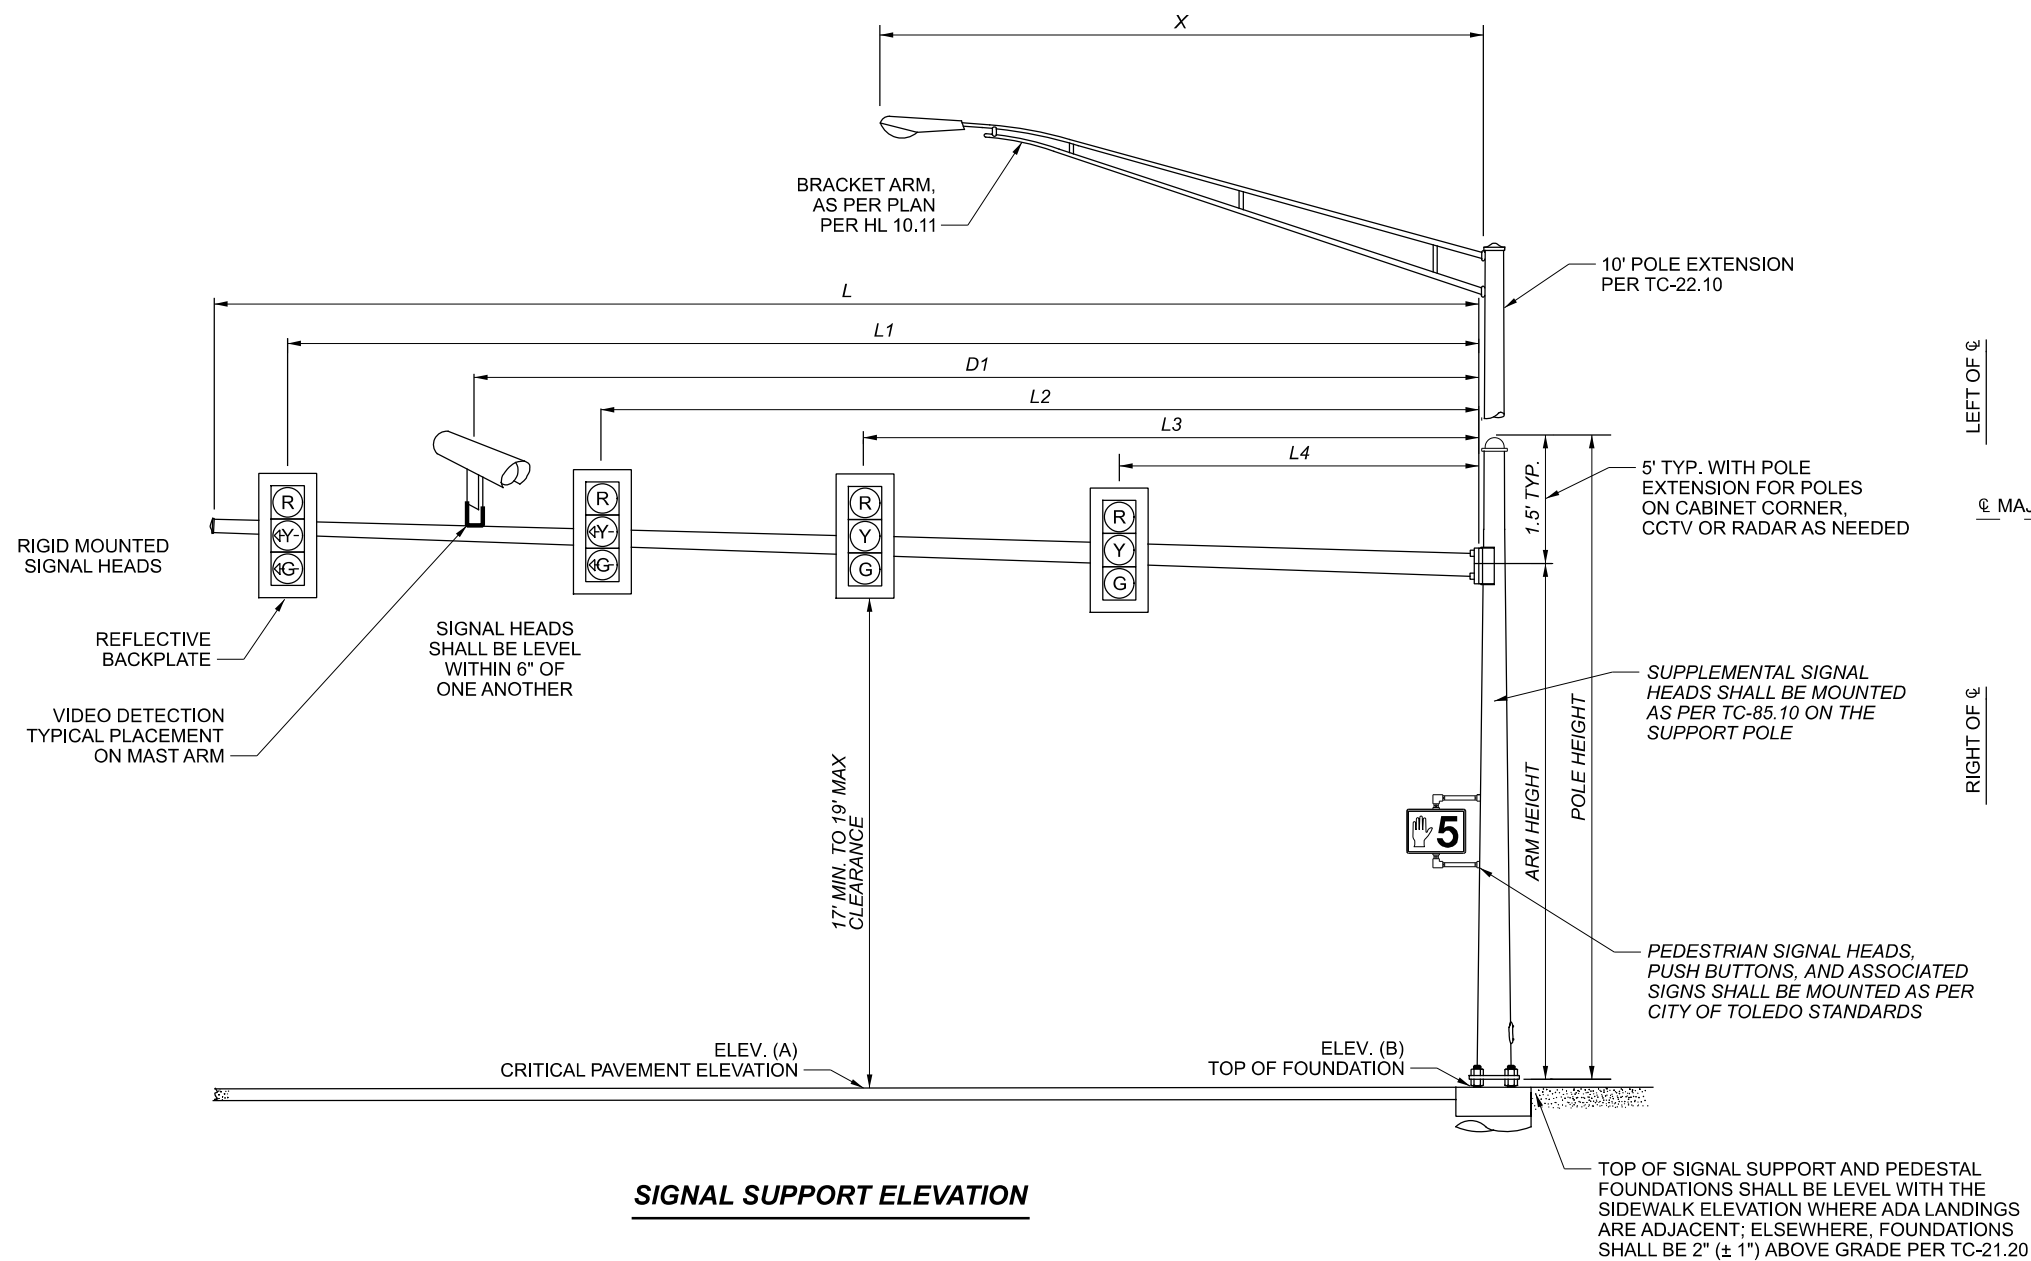 X
BRACKET ARM,
AS PER PLAN
PER HL 10.11
10' POLE EXTENSION
PER TC-22.10
L
L1
D1
L2
L3
L4
LEFT OF ℄
1.5' TYP.
5' TYP. WITH POLE
EXTENSION FOR POLES
ON CABINET CORNER,
CCTV OR RADAR AS NEEDED
℄ MAJ
R
Y
G
R
Y
G
R
Y
G
R
Y
G
RIGID MOUNTED
SIGNAL HEADS
REFLECTIVE
BACKPLATE
SIGNAL HEADS
SHALL BE LEVEL
WITHIN 6" OF
ONE ANOTHER
VIDEO DETECTION
TYPICAL PLACEMENT
ON MAST ARM
SUPPLEMENTAL SIGNAL
HEADS SHALL BE MOUNTED
AS PER TC-85.10 ON THE
SUPPORT POLE
RIGHT OF ℄
17' MIN. TO 19' MAX
CLEARANCE
5
ARM HEIGHT
POLE HEIGHT
PEDESTRIAN SIGNAL HEADS,
PUSH BUTTONS, AND ASSOCIATED
SIGNS SHALL BE MOUNTED AS PER
CITY OF TOLEDO STANDARDS
ELEV. (A)
CRITICAL PAVEMENT ELEVATION
ELEV. (B)
TOP OF FOUNDATION
TOP OF SIGNAL SUPPORT AND PEDESTAL
FOUNDATIONS SHALL BE LEVEL WITH THE
SIDEWALK ELEVATION WHERE ADA LANDINGS
ARE ADJACENT; ELSEWHERE, FOUNDATIONS
SHALL BE 2" (± 1") ABOVE GRADE PER TC-21.20
SIGNAL SUPPORT ELEVATION